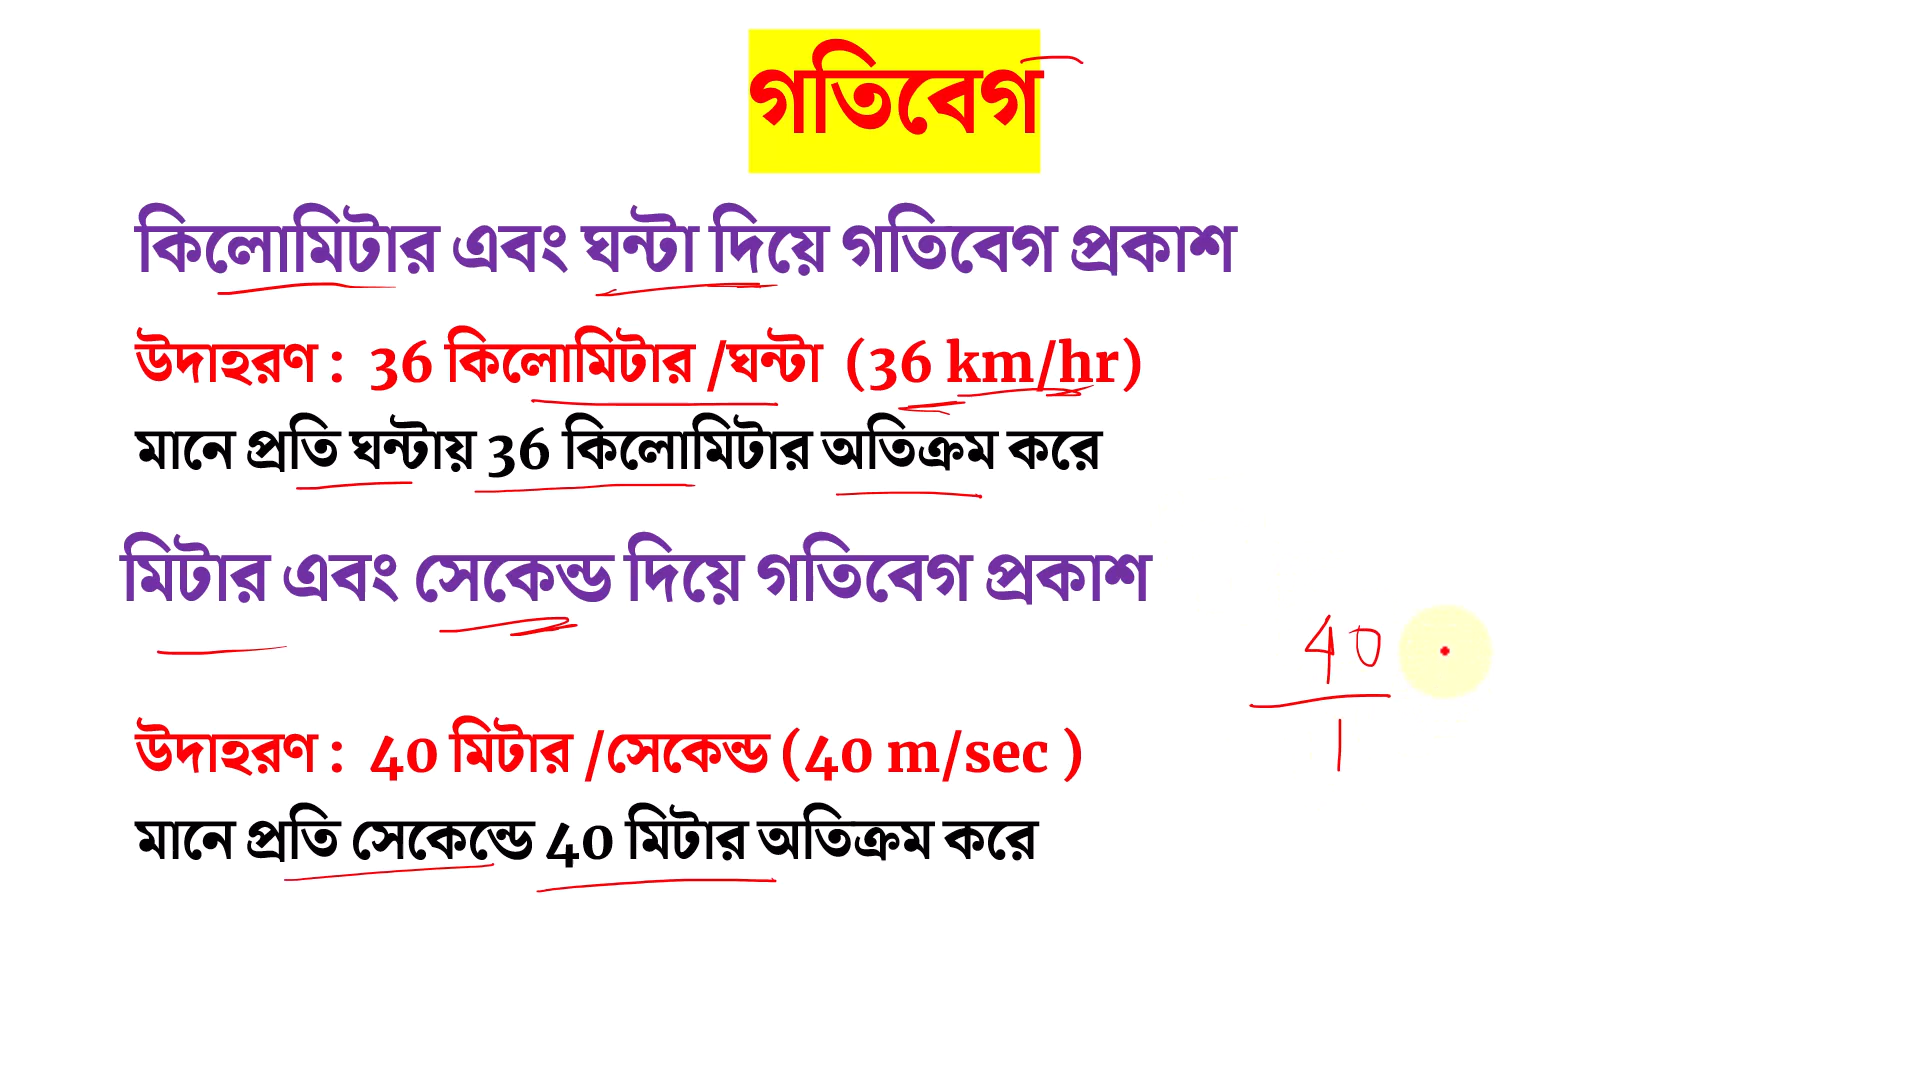 গতিবেগ
কিলোমিটার এবং ঘন্টা দিয়ে গতিবেগ প্রকাশ
উদাহরণ : 36 কিলোমিটার /ঘন্টা (36 km/hr)
মানে প্রতি ঘন্টায় 36 কিলোমিটার অতিক্রম করে
মিটার এবং সেকেন্ড দিয়ে গতিবেগ প্রকাশ
40
1
উদাহরণ : 40 মিটার /সেকেন্ড (40 m/sec )
মানে প্রতি সেকেন্ডে 40 মিটার অতিক্রম করে